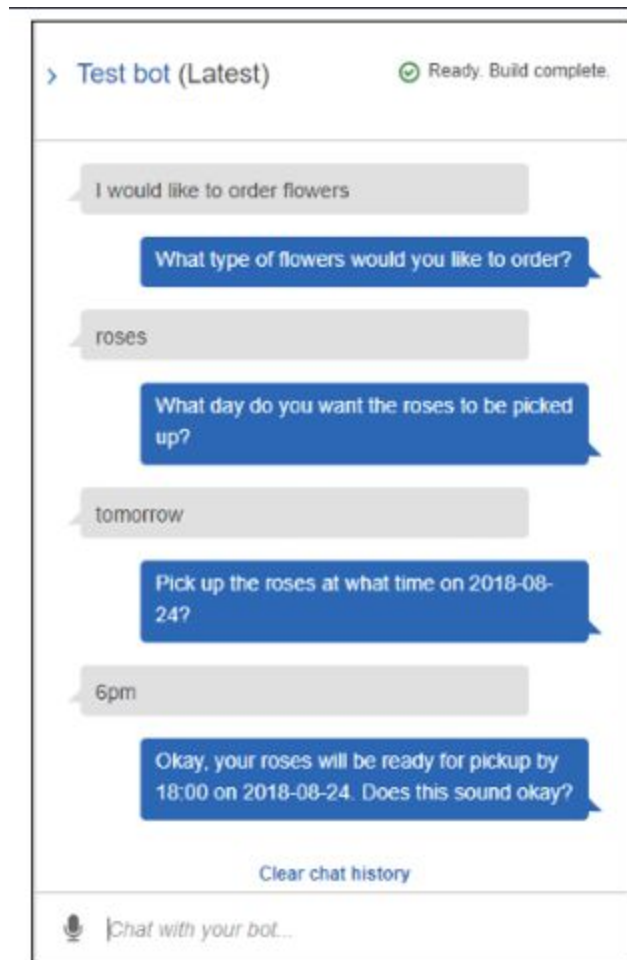 Test bot (Latest)
Ready. Build complete.
I would like to order flowers
What type of flowers would you like to order?
roses
What day do you want the roses to be picked
up?
tomorrow
Pick up the roses at what time on 2018-08-
24?
6pm
Okay, your roses will be ready for pickup by
18:00 on 2018-08-24. Does this sound okay?
Clear chat history
Chat with your bot...